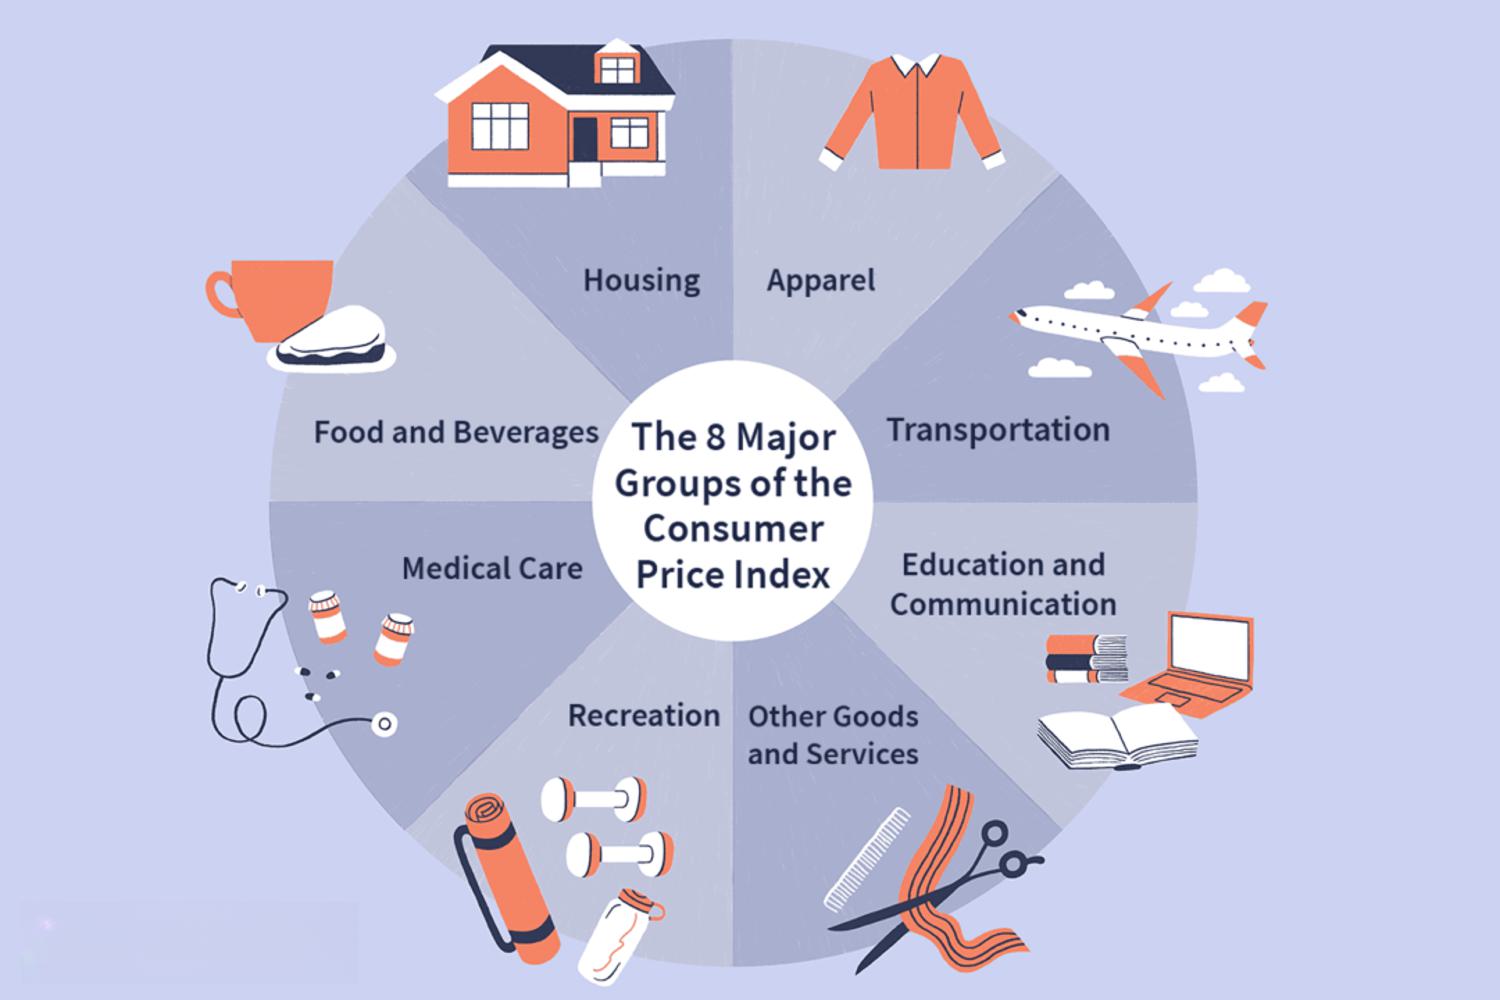 Housing
Apparel
Transportation
Food and Beverages
The 8 Major
Groups of the
Consumer
Price Index
Education and
Communication
Medical Care
Recreation
Other Goods
and Services